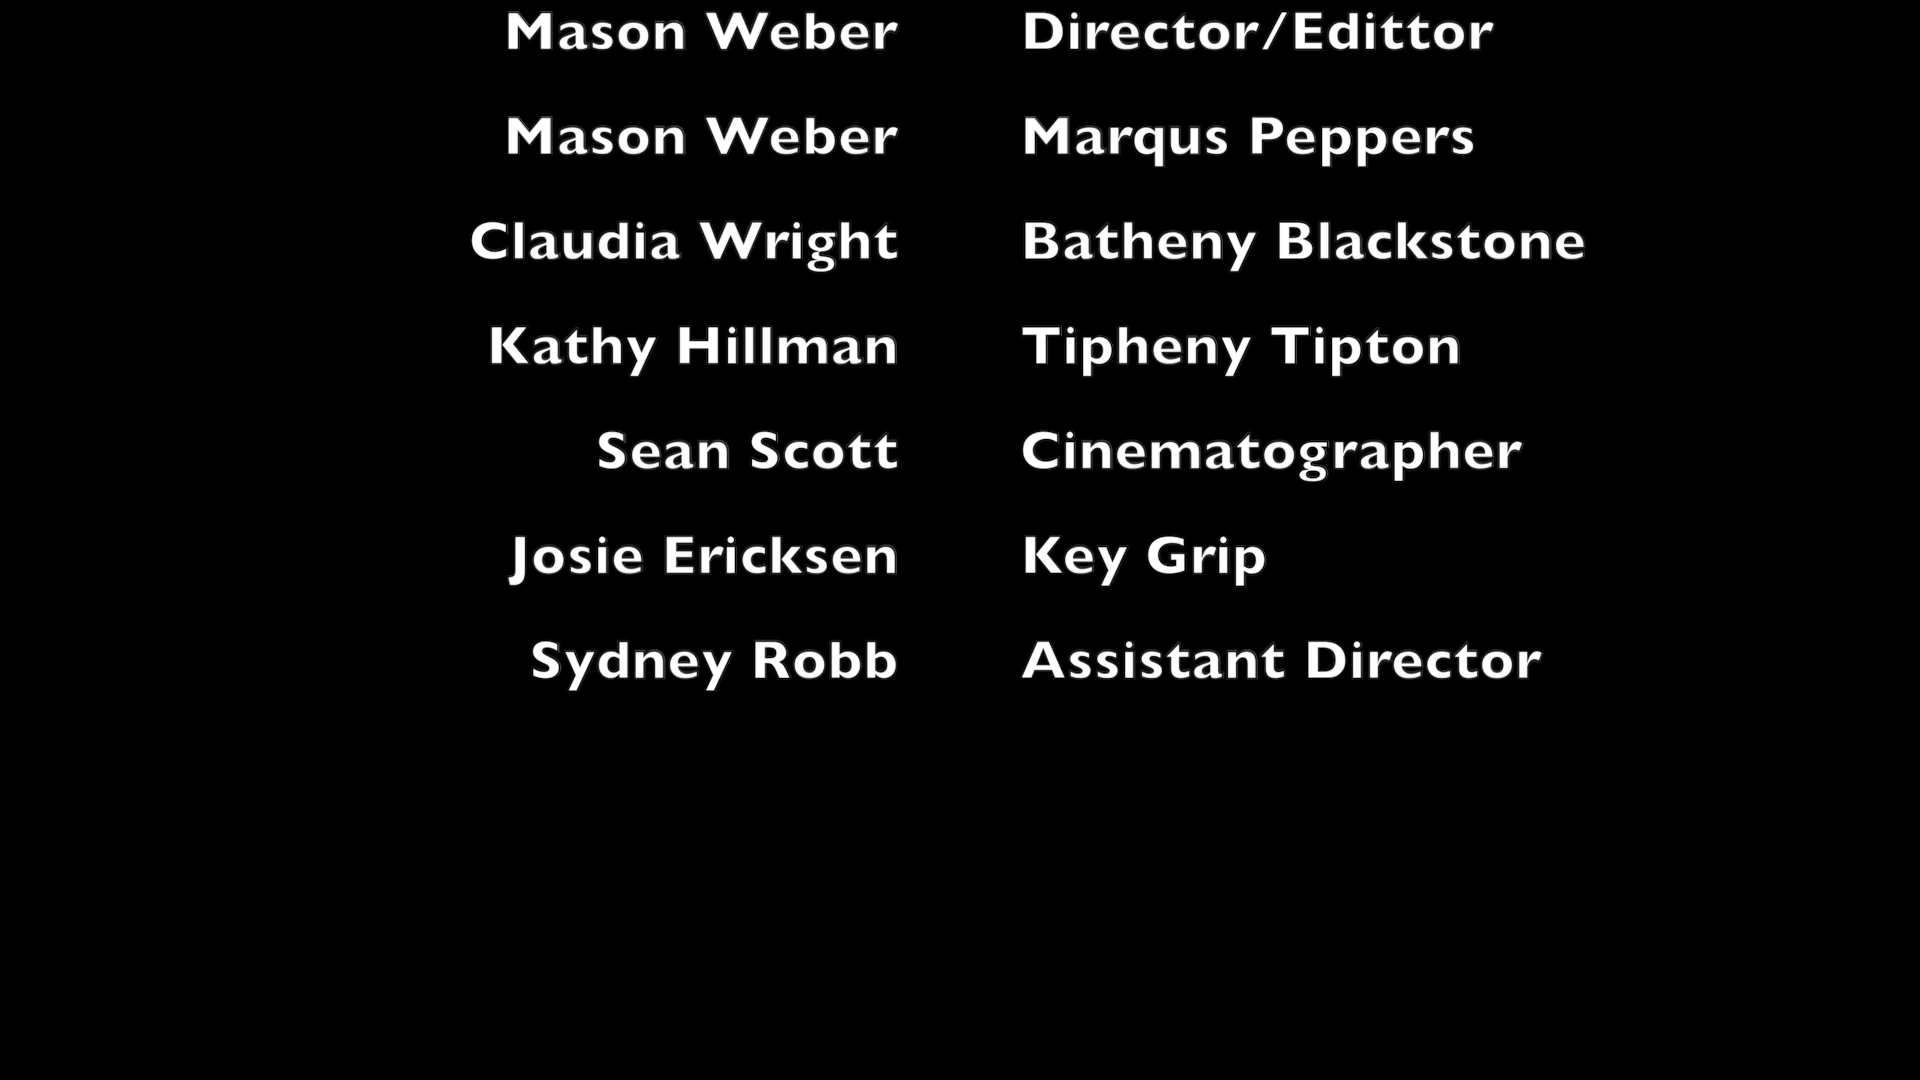 Mason Weber Director/Edittor
Mason Weber Marqus Peppers
Claudia Wright Batheny Blackstone
Kathy Hillman Tipheny Tipton
Sean Scott Cinematographer
Josie Ericksen Key Grip
Sydney Robb Assistant Director